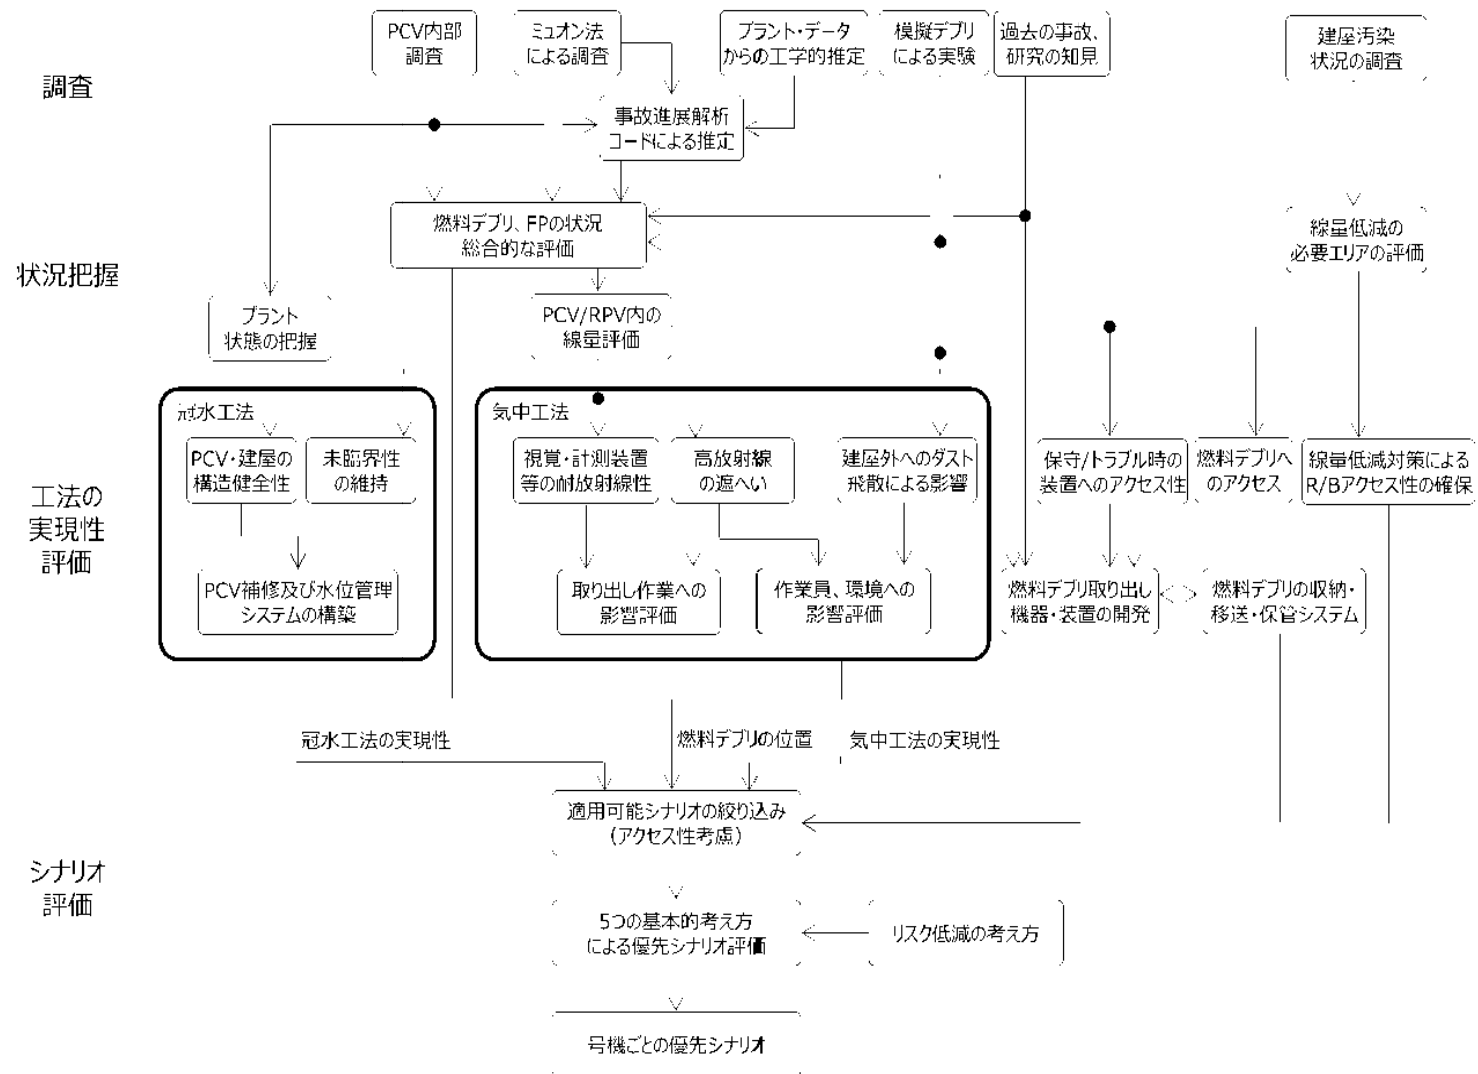 調査
PCV内部
調査
ミュオン法
による調査
プラント・データ
からの工学的推定
模擬デブリ
による実験
過去の事故、
研究の知見
建屋汚染
状況の調査
事故進展解析
コードによる推定
状況把握
燃料デブリ、FPの状況
総合的な評価
線量低減の
必要エリアの評価
プラント
状態の把握
PCV/RPV内の
線量評価
工法の
実現性
評価
冠水工法
PCV・建屋の
構造健全性
未臨界性
の維持
PCV補修及び水位管理
システムの構築
気中工法
視覚・計測装置
等の耐放射線性
高放射線
の遮へい
建屋外へのダスト
飛散による影響
取り出し作業への
影響評価
作業員、環境への
影響評価
保守/トラブル時の
装置へのアクセス性
燃料デブリへ
のアクセス
線量低減対策による
R/Bアクセス性の確保
燃料デブリ取り出し
機器・装置の開発
燃料デブリの収納・
移送・保管システム
冠水工法の実現性
燃料デブリの位置
気中工法の実現性
シナリオ
評価
適用可能シナリオの絞り込み
（アクセス性考慮）
5つの基本的考え方
による優先シナリオ評価
リスク低減の考え方
号機ごとの優先シナリオ